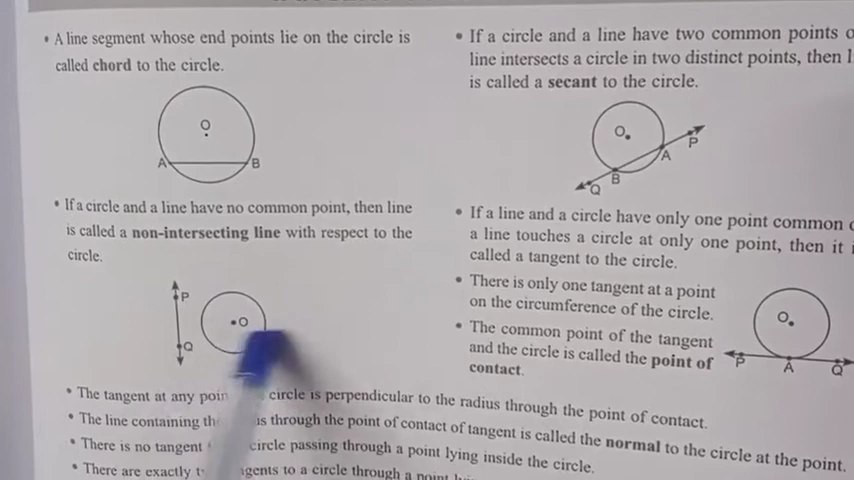 • A line segment whose end points lie on the circle is
called chord to the circle.
O
A
B
• If a circle and a line have no common point, then line
is called a non-intersecting line with respect to the
circle.
P
Q
O
• If a circle and a line have two common points
line intersects a circle in two distinct points, then
is called a secant to the circle.
O
P
A
B
Q
• If a line and a circle have only one point common
a line touches a circle at only one point, then it
called a tangent to the circle.
• There is only one tangent at a point
on the circumference of the circle.
• The common point of the tangent
and the circle is called the point of
contact.
O
P
A
Q
• The tangent at any circle is perpendicular to the radius through the point of contact.
• The line containing through the point of contact of tangent is called the normal to the circle at the point.
• There is no tangent circle passing through a point lying inside the circle.
• There are exactly to a circle through a point